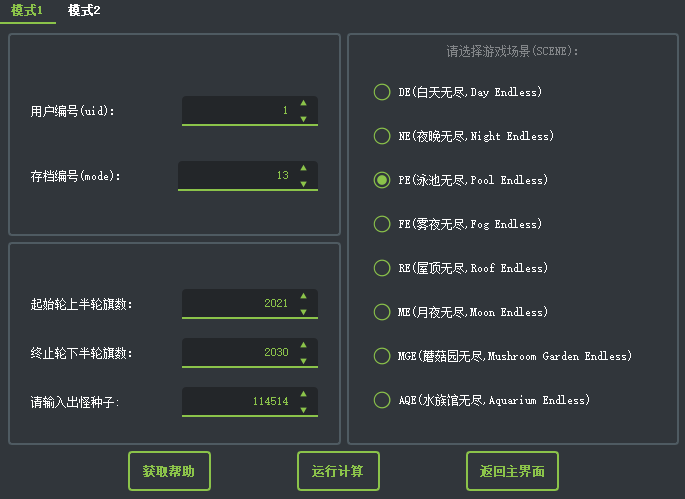 模式1 模式2
用户编号(uid): 1
存档编号(mode): 13
起始轮上半轮旗数: 2021
终止轮下半轮旗数: 2030
请输入出怪种子: 114514
请选择游戏场景(SCENE):
DE(白天无尽,Day Endless)
NE(夜晚无尽,Night Endless)
PE(泳池无尽,Pool Endless)
FE(雾夜无尽,Fog Endless)
RE(屋顶无尽,Roof Endless)
ME(月夜无尽,Moon Endless)
MGE(蘑菇园无尽,Mushroom Garden Endless)
AQE(水族馆无尽,Aquarium Endless)
获取帮助 运行计算 返回主界面